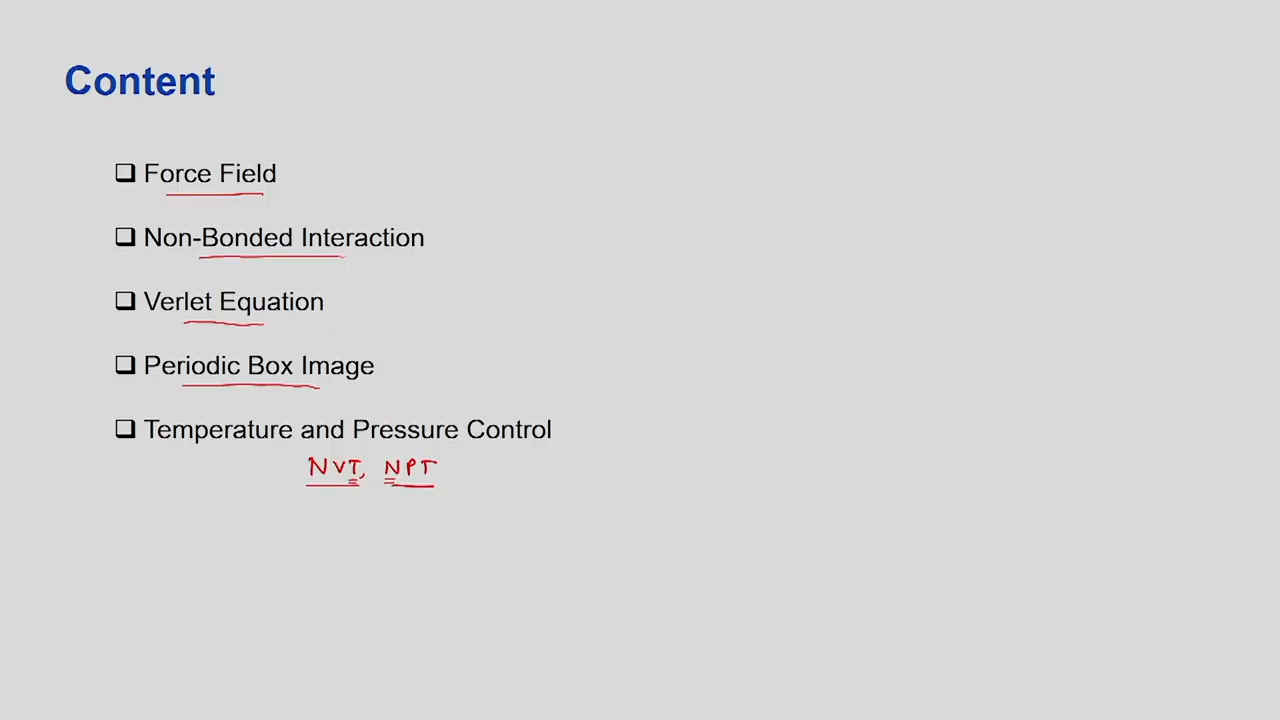 Content
Force Field
Non-Bonded Interaction
Verlet Equation
Periodic Box Image
Temperature and Pressure Control
NVT, NPT